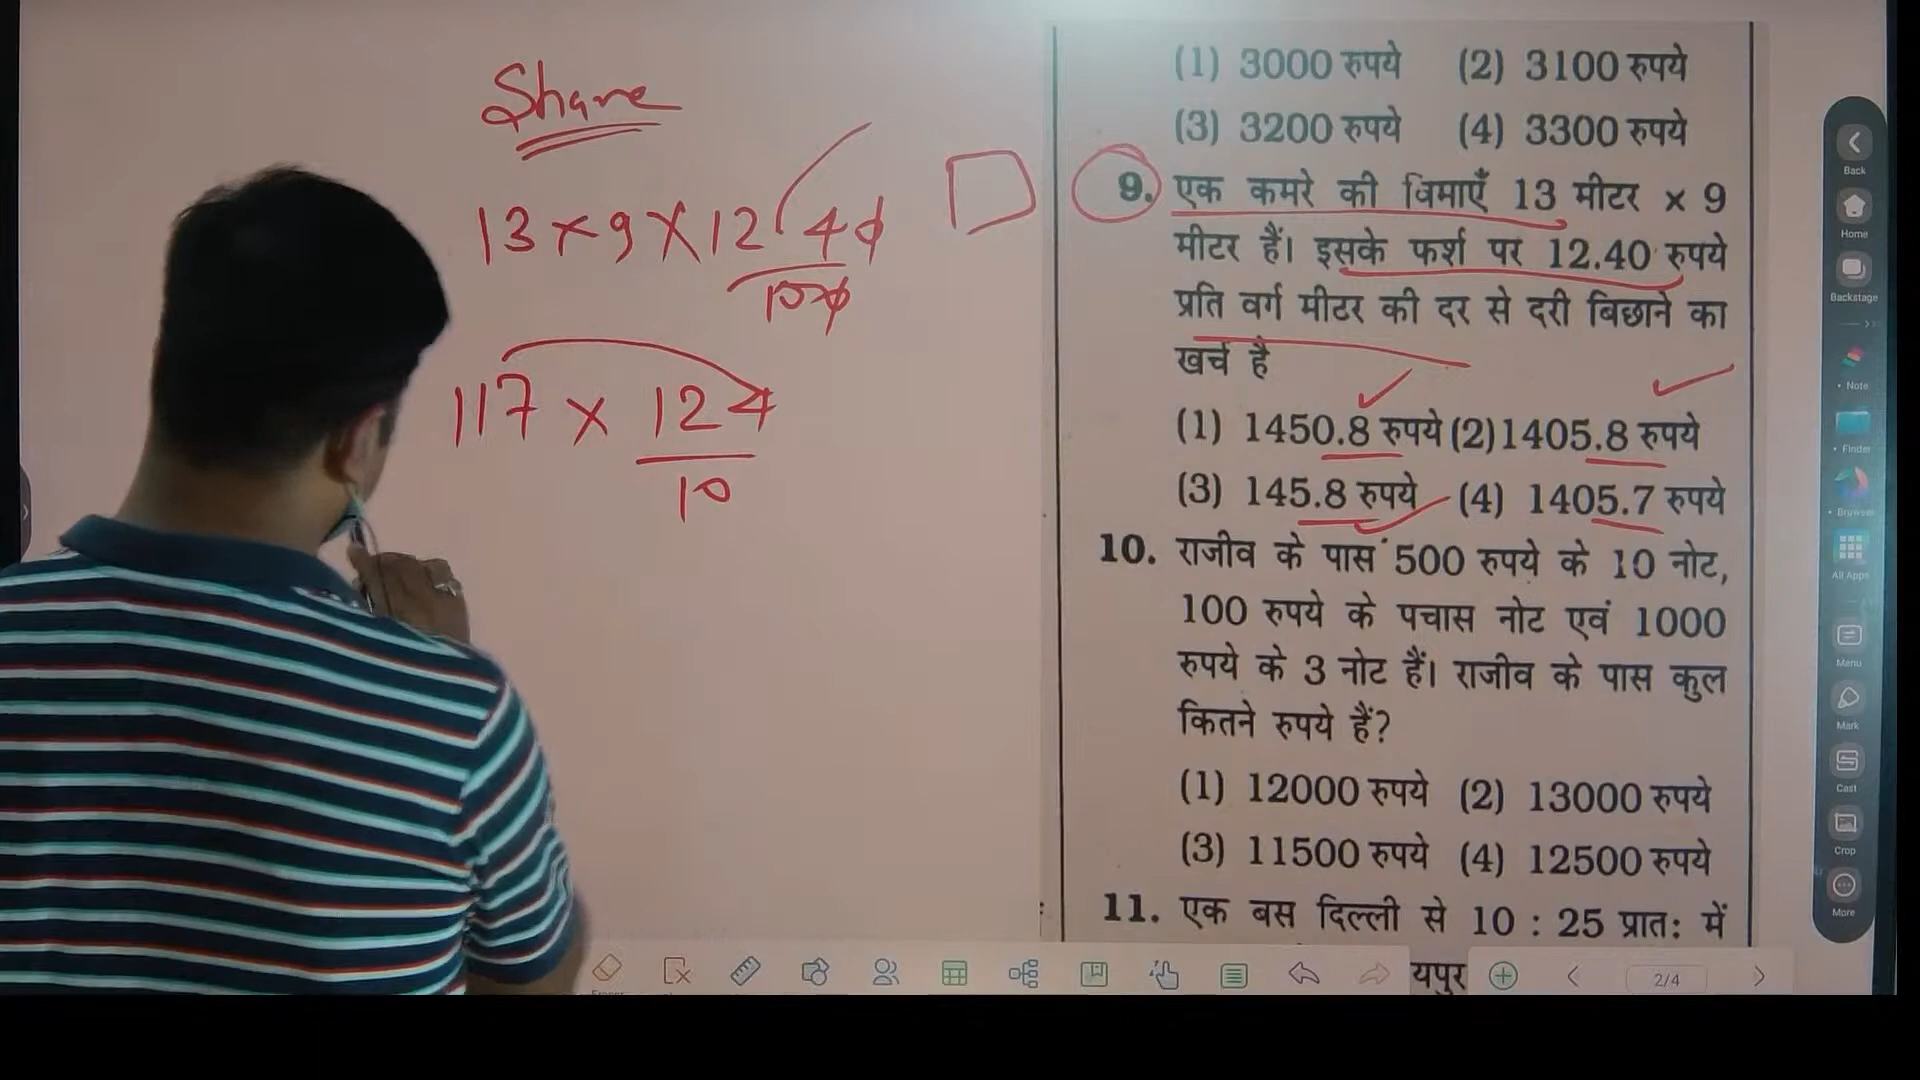 Share
13 × 9 × 12.40
100
117 × 124
10
(1) 3000 रुपये (2) 3100 रुपये
(3) 3200 रुपये (4) 3300 रुपये
9. एक कमरे की विमाएँ 13 मीटर × 9
मीटर हैं। इसके फर्श पर 12.40 रुपये
प्रति वर्ग मीटर की दर से दरी बिछाने का
खर्च है
(1) 1450.8 रुपये (2) 1405.8 रुपये
(3) 145.8 रुपये (4) 1405.7 रुपये
10. राजीव के पास 500 रुपये के 10 नोट,
100 रुपये के पचास नोट एवं 1000
रुपये के 3 नोट हैं। राजीव के पास कुल
कितने रुपये हैं?
(1) 12000 रुपये (2) 13000 रुपये
(3) 11500 रुपये (4) 12500 रुपये
11. एक बस दिल्ली से 10 : 25 प्रातः में
यपुर
2/4
Back
Home
Backstage
Note
Finder
Browser
All Apps
Menu
Mark
Cast
Crop
More